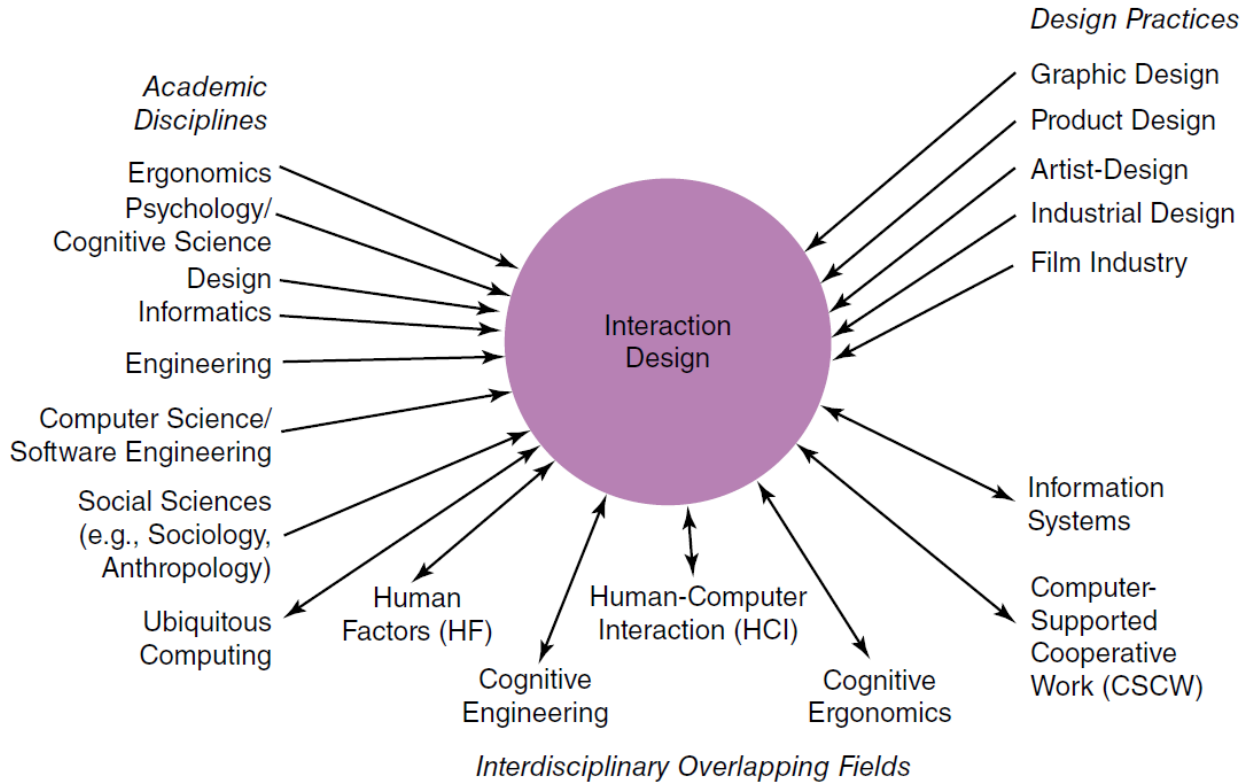 Design Practices
Graphic Design
Product Design
Artist-Design
Industrial Design
Film Industry
Academic
Disciplines
Ergonomics
Psychology/
Cognitive Science
Design
Informatics
Engineering
Computer Science/
Software Engineering
Social Sciences
(e.g., Sociology,
Anthropology)
Ubiquitous
Computing
Interaction
Design
Human
Factors (HF)
Cognitive
Engineering
Human-Computer
Interaction (HCI)
Cognitive
Ergonomics
Information
Systems
Computer-
Supported
Cooperative
Work (CSCW)
Interdisciplinary Overlapping Fields